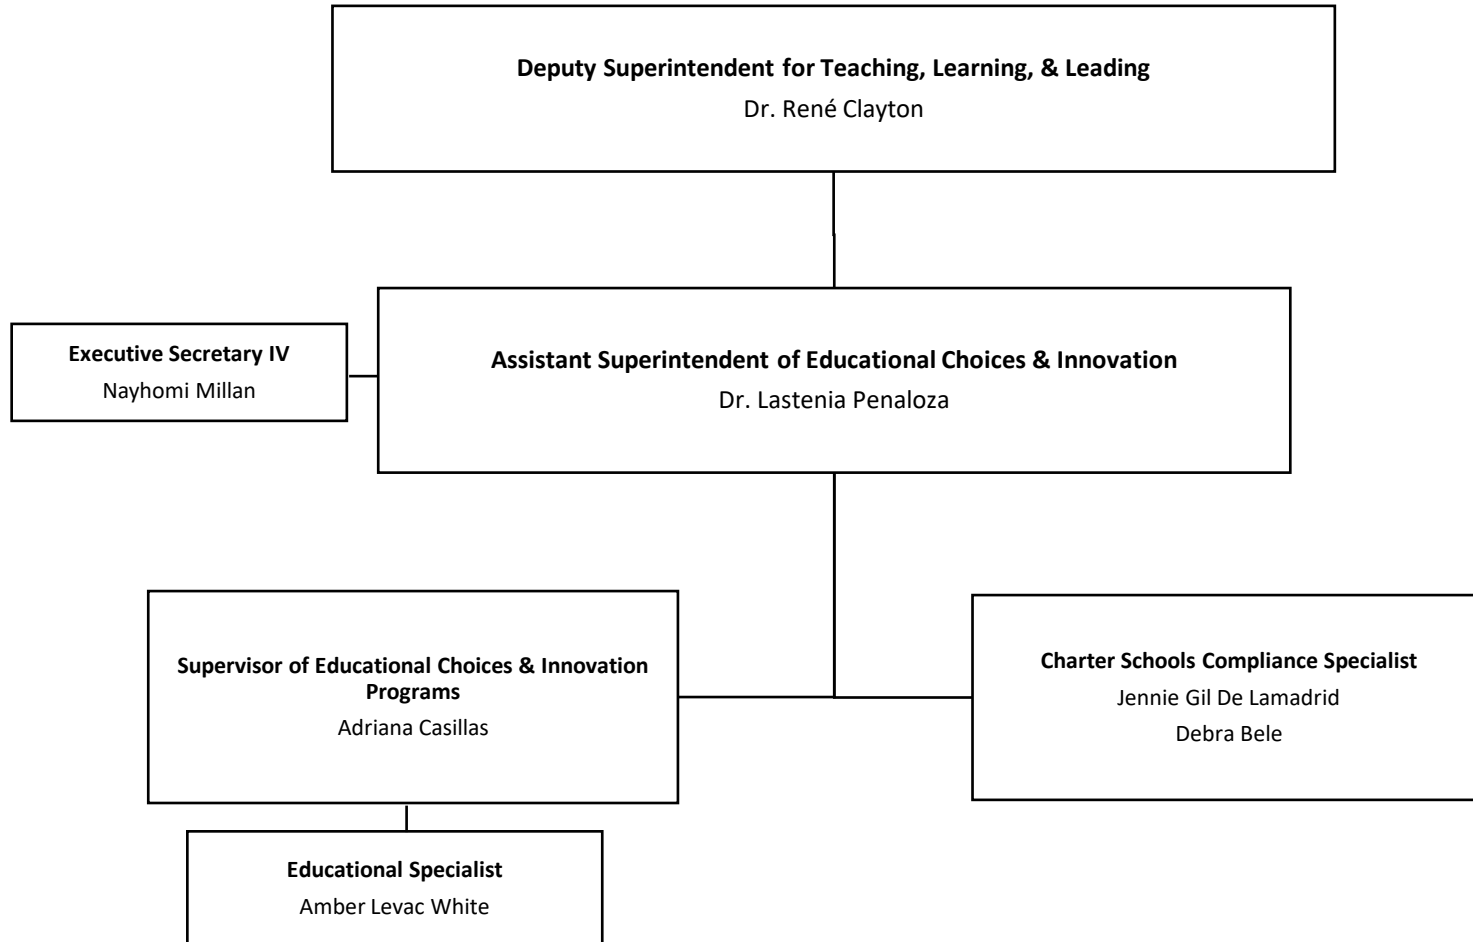 Deputy Superintendent for Teaching, Learning, & Leading
Dr. René Clayton
Executive Secretary IV
Nayhomi Millan
Assistant Superintendent of Educational Choices & Innovation
Dr. Lastenia Penaloza
Supervisor of Educational Choices & Innovation
Programs
Adriana Casillas
Charter Schools Compliance Specialist
Jennie Gil De Lamadrid
Debra Bele
Educational Specialist
Amber Levac White